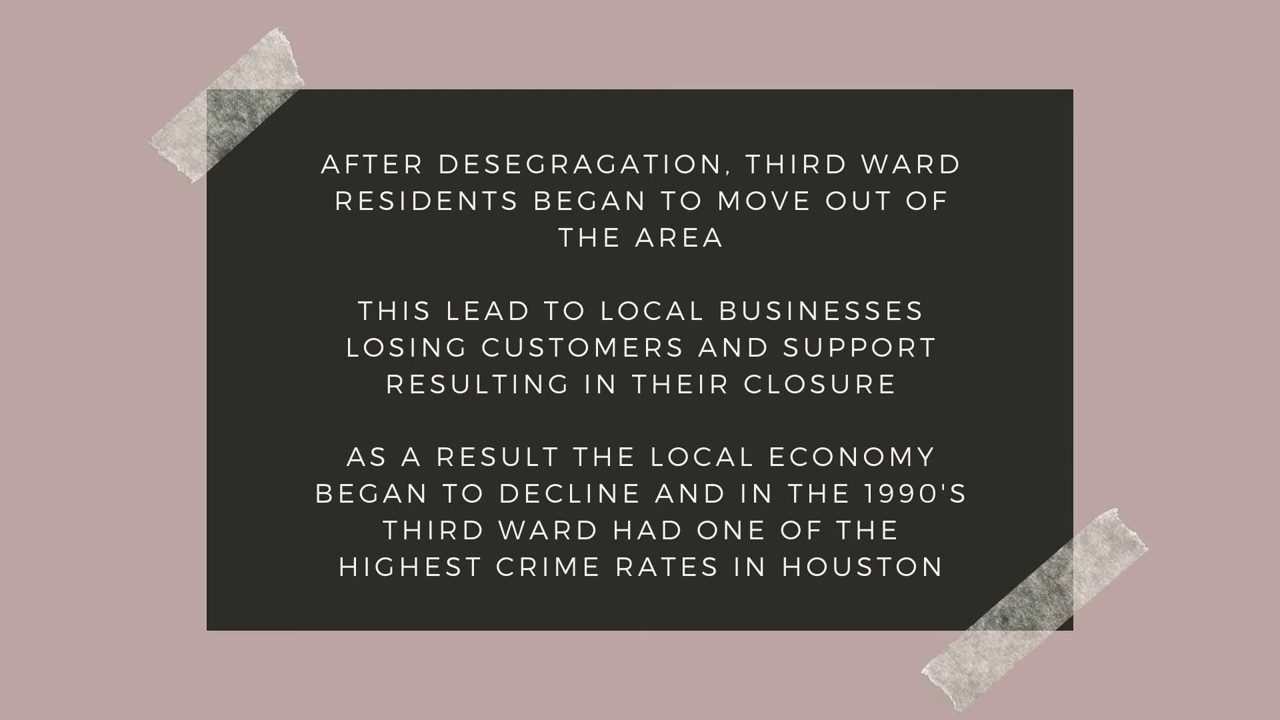 AFTER DESEGRAGATION, THIRD WARD
RESIDENTS BEGAN TO MOVE OUT OF
THE AREA
THIS LEAD TO LOCAL BUSINESSES
LOSING CUSTOMERS AND SUPPORT
RESULTING IN THEIR CLOSURE
AS A RESULT THE LOCAL ECONOMY
BEGAN TO DECLINE AND IN THE 1990'S
THIRD WARD HAD ONE OF THE
HIGHEST CRIME RATES IN HOUSTON